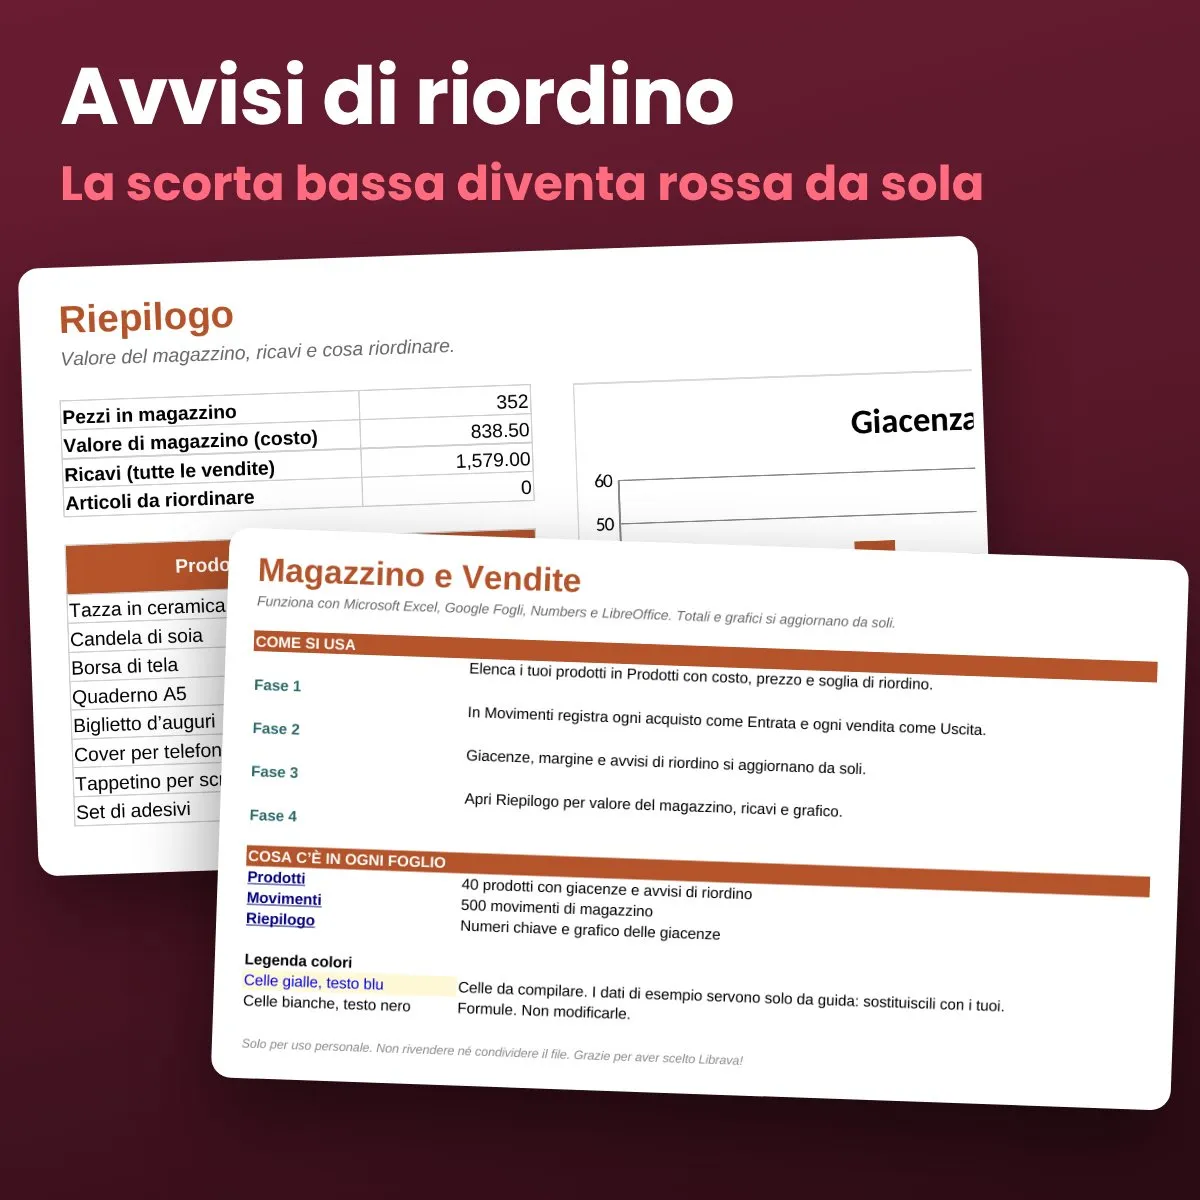 Avvisi di riordino
La scorta bassa diventa rossa da sola
Riepilogo
Valore del magazzino, ricavi e cosa riordinare.
Pezzi in magazzino 352
Valore di magazzino (costo) 838.50
Ricavi (tutte le vendite) 1,579.00
Articoli da riordinare 0
Giacenza
60
50
Prodo
Tazza in ceramica
Candela di soia
Borsa di tela
Quaderno A5
Biglietto d’auguri
Cover per telefon
Tappetino per scr
Set di adesivi
Magazzino e Vendite
Funziona con Microsoft Excel, Google Fogli, Numbers e LibreOffice. Totali e grafici si aggiornano da soli.
COME SI USA
Fase 1 Elenca i tuoi prodotti in Prodotti con costo, prezzo e soglia di riordino.
Fase 2 In Movimenti registra ogni acquisto come Entrata e ogni vendita come Uscita.
Fase 3 Giacenze, margine e avvisi di riordino si aggiornano da soli.
Fase 4 Apri Riepilogo per valore del magazzino, ricavi e grafico.
COSA C’È IN OGNI FOGLIO
Prodotti 40 prodotti con giacenze e avvisi di riordino
Movimenti 500 movimenti di magazzino
Riepilogo Numeri chiave e grafico delle giacenze
Legenda colori
Celle gialle, testo blu Celle da compilare. I dati di esempio servono solo da guida: sostituiscili con i tuoi.
Celle bianche, testo nero Formule. Non modificarle.
Solo per uso personale. Non rivendere né condividere il file. Grazie per aver scelto Librava!